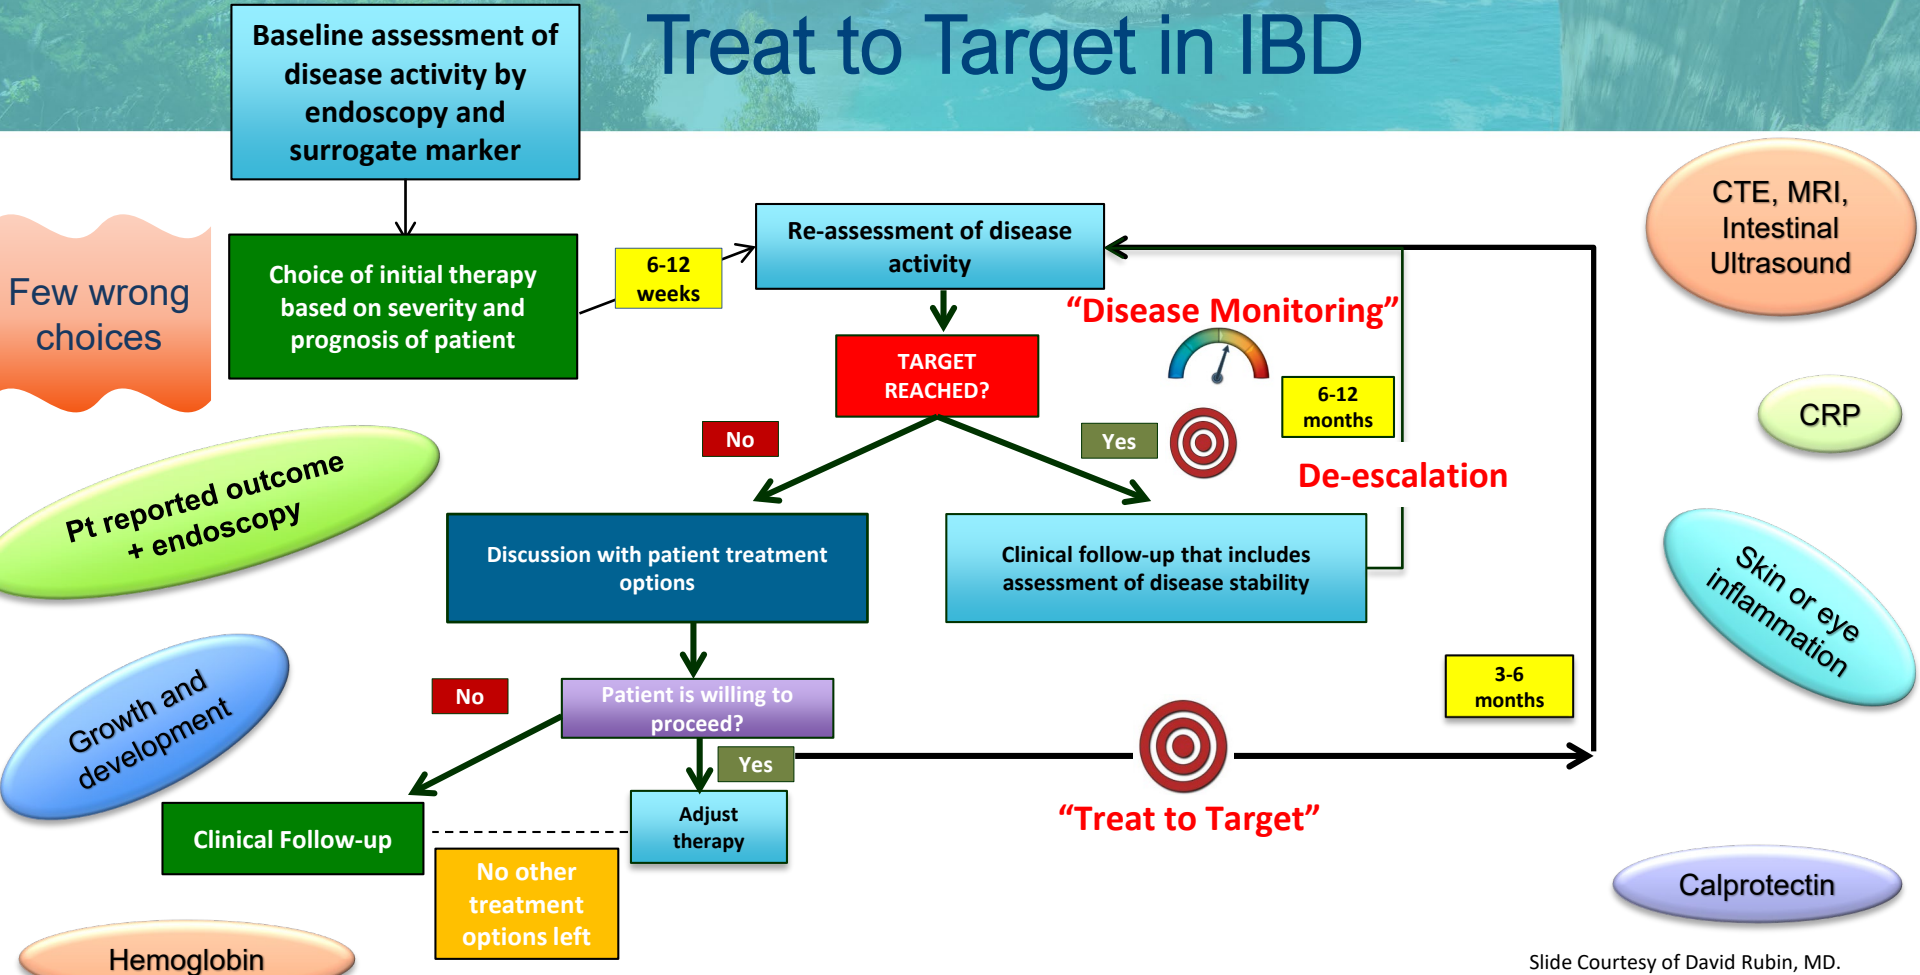 Treat to Target in IBD
Baseline assessment of
disease activity by
endoscopy and
surrogate marker
Few wrong
choices
Choice of initial therapy
based on severity and
prognosis of patient
6-12
weeks
Re-assessment of disease
activity
CTE, MRI,
Intestinal
Ultrasound
"Disease Monitoring"
TARGET
REACHED?
6-12
months
CRP
No
Yes
De-escalation
Pt reported outcome
+ endoscopy
Discussion with patient treatment
options
Clinical follow-up that includes
assessment of disease stability
Skin or eye
inflammation
Growth and
development
No
Patient is willing to
proceed?
3-6
months
Yes
Clinical Follow-up
Adjust
therapy
"Treat to Target"
No other
treatment
options left
Calprotectin
Hemoglobin
Slide Courtesy of David Rubin, MD.